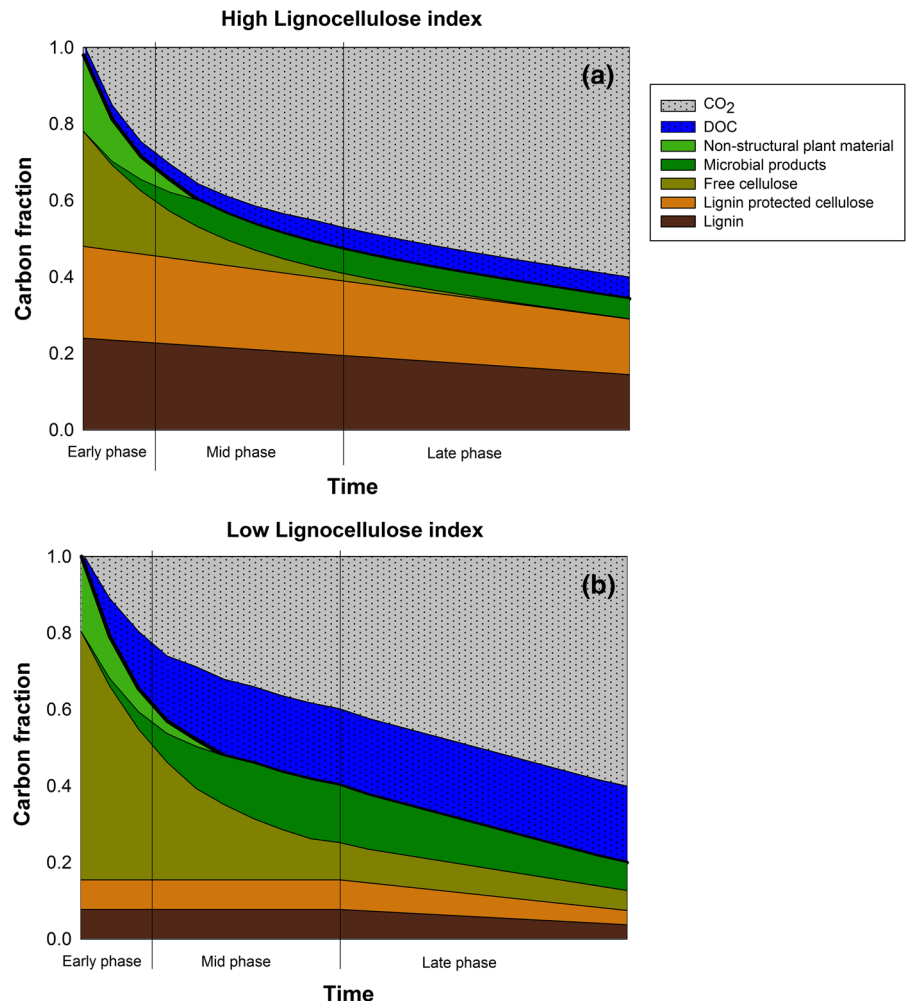 High Lignocellulose index
(a)
1.0
0.8
0.6
0.4
0.2
0.0
Carbon fraction
Early phase
Mid phase
Late phase
Time
CO2
DOC
Non-structural plant material
Microbial products
Free cellulose
Lignin protected cellulose
Lignin
Low Lignocellulose index
(b)
1.0
0.8
0.6
0.4
0.2
0.0
Carbon fraction
Early phase
Mid phase
Late phase
Time